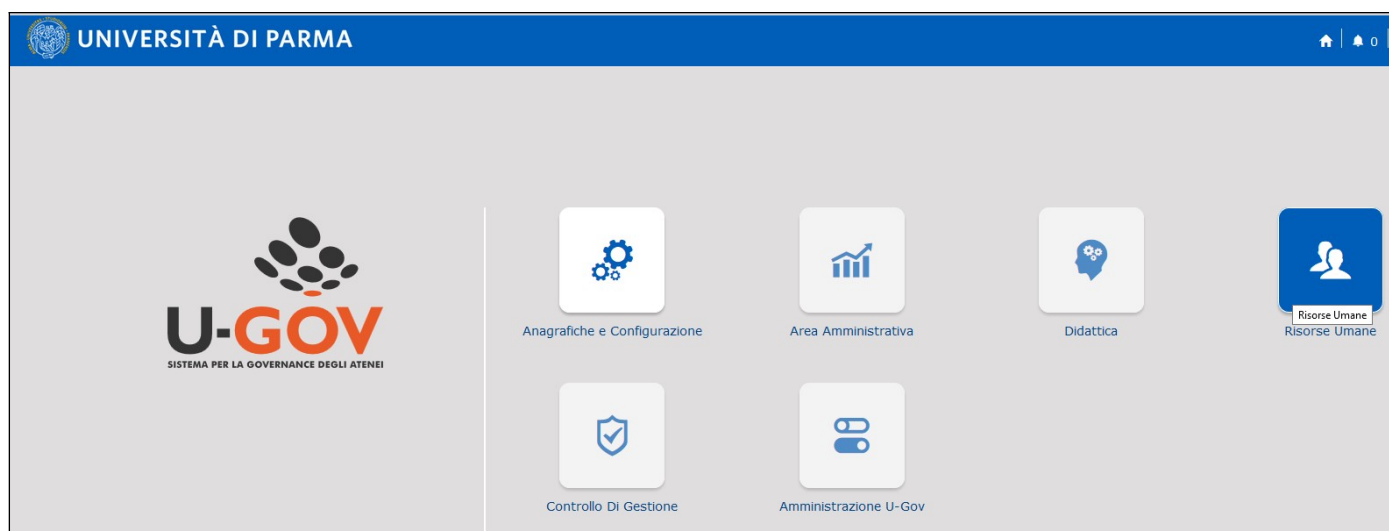 UNIVERSITÀ DI PARMA
0
U-GOV
SISTEMA PER LA GOVERNANCE DEGLI ATENEI
Anagrafiche e Configurazione
Area Amministrativa
Didattica
Risorse Umane
Risorse Umane
Controllo Di Gestione
Amministrazione U-Gov